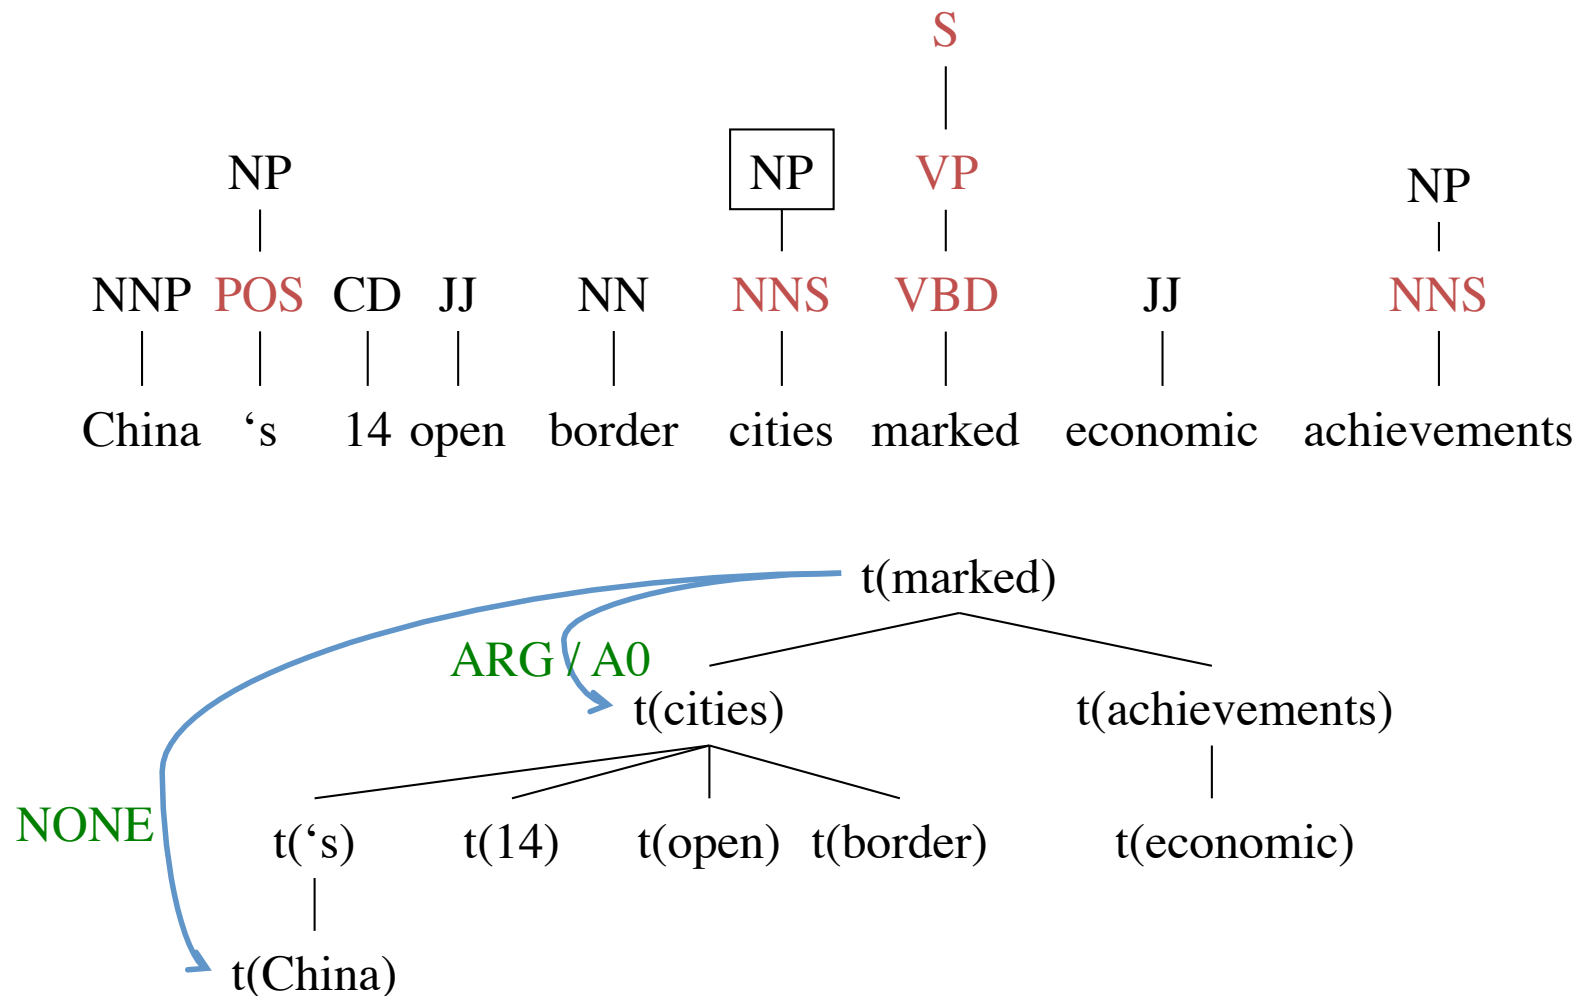 S
NP NP VP NP
NNP POS CD JJ NN NNS VBD JJ NNS
China ‘s 14 open border cities marked economic achievements
t(marked)
ARG / A0
t(cities) t(achievements)
NONE t(‘s) t(14) t(open) t(border) t(economic)
t(China)